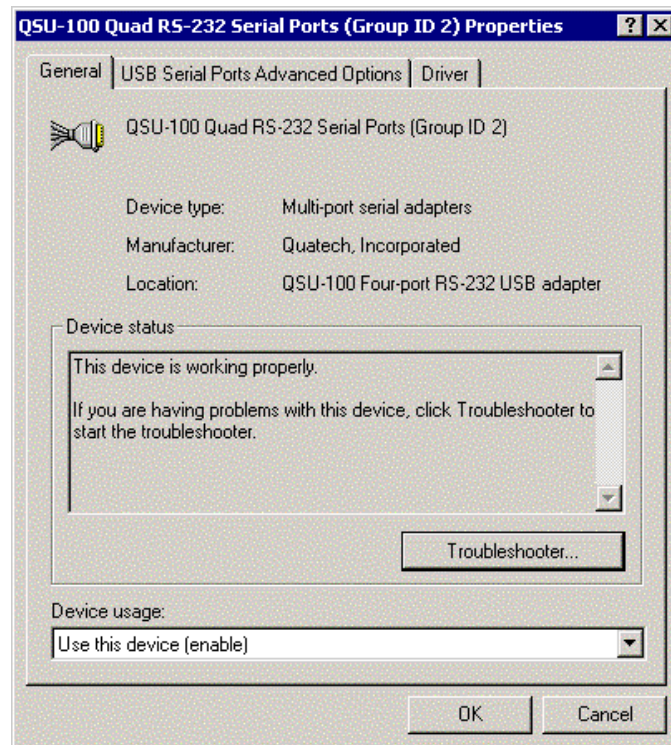 QSU-100 Quad RS-232 Serial Ports (Group ID 2) Properties
General USB Serial Ports Advanced Options Driver
QSU-100 Quad RS-232 Serial Ports (Group ID 2)
Device type: Multi-port serial adapters
Manufacturer: Quatech, Incorporated
Location: QSU-100 Four-port RS-232 USB adapter
Device status
This device is working properly.
If you are having problems with this device, click Troubleshooter to
start the troubleshooter.
Troubleshooter...
Device usage:
Use this device (enable)
OK Cancel